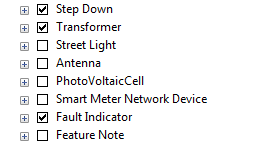 Step Down
Transformer
Street Light
Antenna
PhotoVoltaicCell
Smart Meter Network Device
Fault Indicator
Feature Note